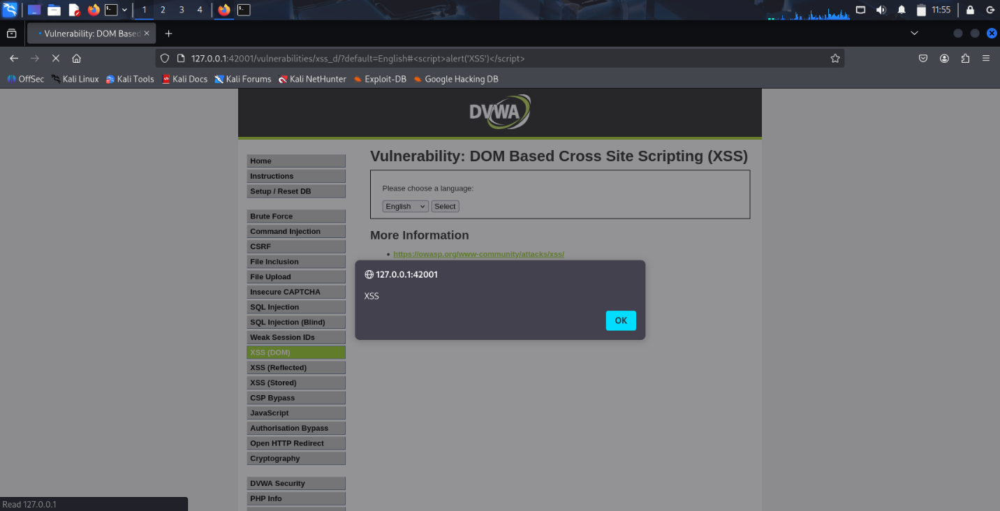 1 2 3 4 11:55
Vulnerability: DOM Based
127.0.0.1:42001/vulnerabilities/xss_d/?default=English#<script>alert('XSS')</script>
OffSec Kali Linux Kali Tools Kali Docs Kali Forums Kali NetHunter Exploit-DB Google Hacking DB
DVWA
Home
Instructions
Setup / Reset DB
Brute Force
Command Injection
CSRF
File Inclusion
File Upload
Insecure CAPTCHA
SQL Injection
SQL Injection (Blind)
Weak Session IDs
XSS (DOM)
XSS (Reflected)
XSS (Stored)
CSP Bypass
JavaScript
Authorisation Bypass
Open HTTP Redirect
Cryptography
DVWA Security
PHP Info
Vulnerability: DOM Based Cross Site Scripting (XSS)
Please choose a language:
English Select
More Information
https://owasp.org/www-community/attacks/xss/
127.0.0.1:42001
XSS
OK
Read 127.0.0.1